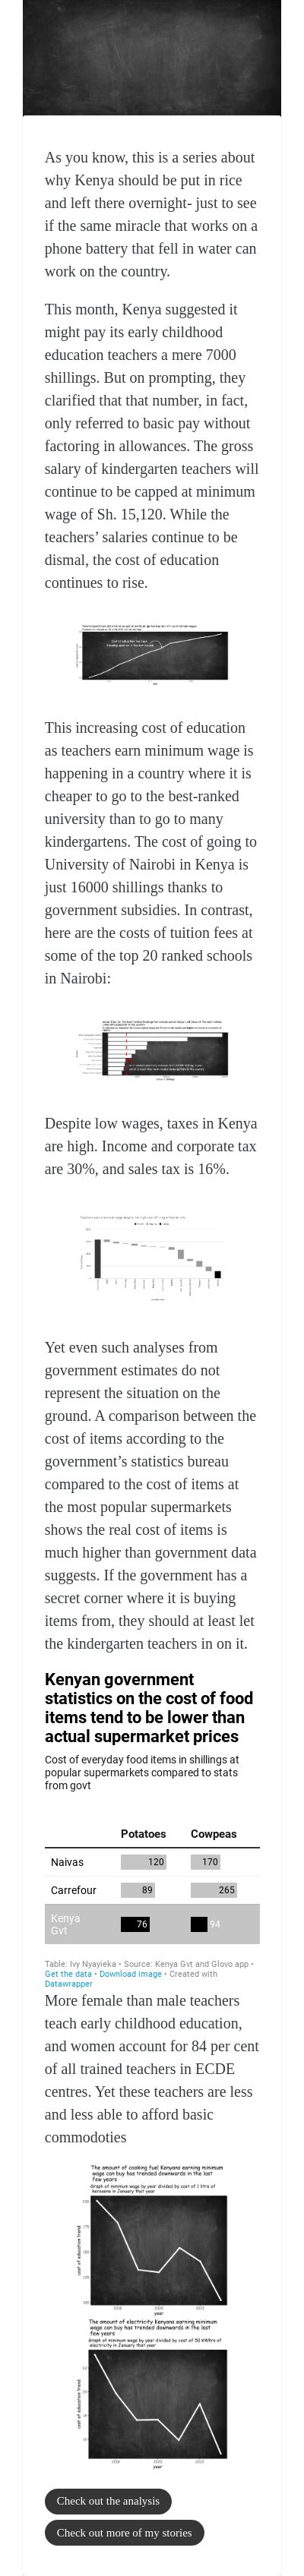 As you know, this is a series about
why Kenya should be put in rice
and left there overnight- just to see
if the same miracle that works on a
phone battery that fell in water can
work on the country.
This month, Kenya suggested it
might pay its early childhood
education teachers a mere 7000
shillings. But on prompting, they
clarified that that number, in fact,
only referred to basic pay without
factoring in allowances. The gross
salary of kindergarten teachers will
continue to be capped at minimum
wage of Sh. 15,120. While the
teachers’ salaries continue to be
dismal, the cost of education
continues to rise.
This increasing cost of education
as teachers earn minimum wage is
happening in a country where it is
cheaper to go to the best-ranked
university than to go to many
kindergartens. The cost of going to
University of Nairobi in Kenya is
just 16000 shillings thanks to
government subsidies. In contrast,
here are the costs of tuition fees at
some of the top 20 ranked schools
in Nairobi:
Despite low wages, taxes in Kenya
are high. Income and corporate tax
are 30%, and sales tax is 16%.
Yet even such analyses from
government estimates do not
represent the situation on the
ground. A comparison between the
cost of items according to the
government’s statistics bureau
compared to the cost of items at
the most popular supermarkets
shows the real cost of items is
much higher than government data
suggests. If the government has a
secret corner where it is buying
items from, they should at least let
the kindergarten teachers in on it.
Kenyan government
statistics on the cost of food
items tend to be lower than
actual supermarket prices
Cost of everyday food items in shillings at
popular supermarkets compared to stats
from govt
Potatoes Cowpeas
Naivas 120 170
Carrefour 89 265
Kenya
Gvt 76 94
Table: Ivy Nyayieka • Source: Kenya Gvt and Glovo app •
Get the data • Download image • Created with
Datawrapper
More female than male teachers
teach early childhood education,
and women account for 84 per cent
of all trained teachers in ECDE
centres. Yet these teachers are less
and less able to afford basic
commodoties
The amount of cooking fuel Kenyans earning minimum
wage can buy has trended downwards in the last
few years
Graph of minimum wage by year divided by cost of 1 litre of
kerosene in January that year
cost of education trend
year
The amount of electricity Kenyans earning minimum
wage can buy has trended downwards in the last
few years
Graph of minimum wage by year divided by cost of 50 kWhrs of
electricity in January that year
cost of education trend
year
Check out the analysis
Check out more of my stories